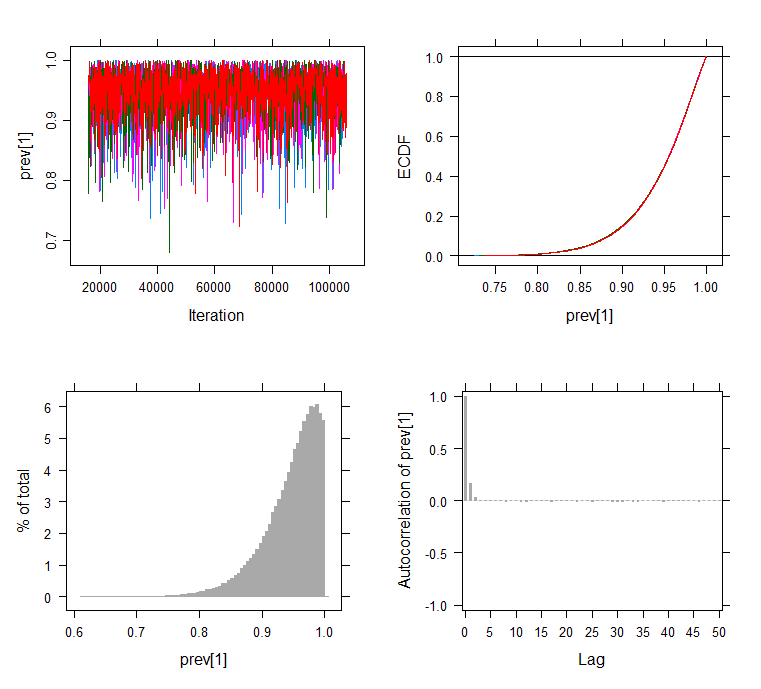 prev[1]
0.7 0.8 0.9 1.0
20000 40000 60000 80000 100000
Iteration
ECDF
0.0 0.2 0.4 0.6 0.8 1.0
0.75 0.80 0.85 0.90 0.95 1.00
prev[1]
% of total
0 1 2 3 4 5 6
0.6 0.7 0.8 0.9 1.0
prev[1]
Autocorrelation of prev[1]
-1.0 -0.5 0.0 0.5 1.0
0 5 10 15 20 25 30 35 40 45 50
Lag